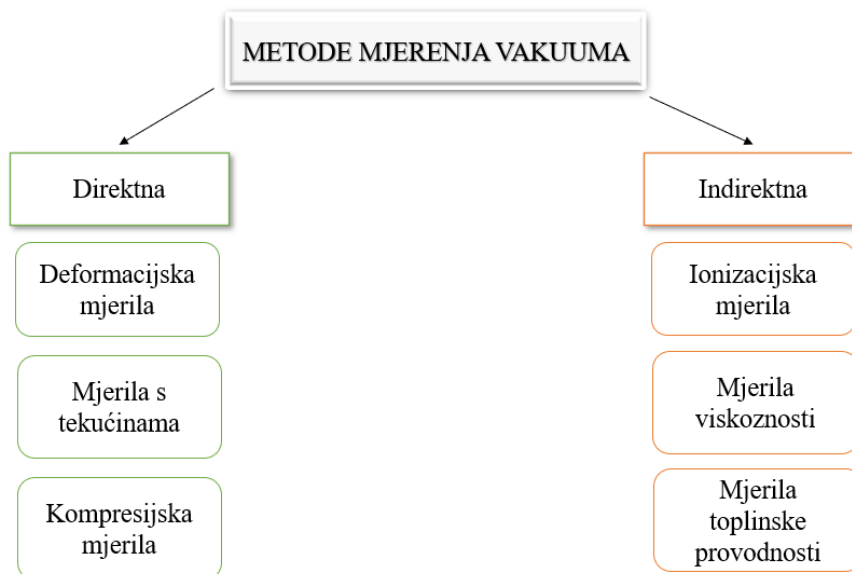 METODE MJERENJA VAKUUMA
Direktna
Deformacijska
mjerila
Mjerila s
tekućinama
Kompresijska
mjerila
Indirektna
Ionizacijska
mjerila
Mjerila
viskoznosti
Mjerila
toplinske
provodnosti